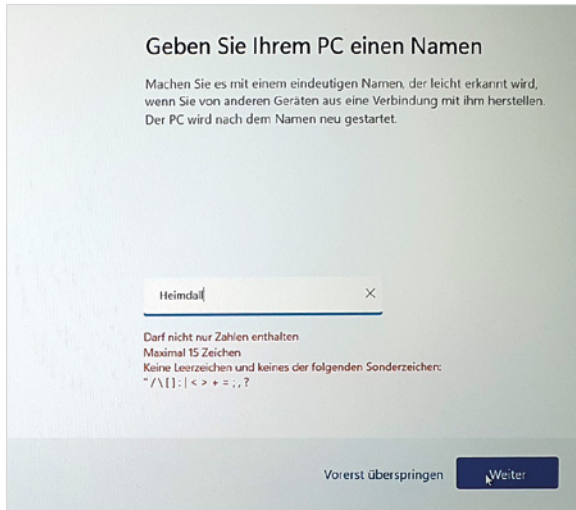 Geben Sie Ihrem PC einen Namen
Machen Sie es mit einem eindeutigen Namen, der leicht erkannt wird,
wenn Sie von anderen Geräten aus eine Verbindung mit ihm herstellen.
Der PC wird nach dem Namen neu gestartet.
Heimdall
Darf nicht nur Zahlen enthalten
Maximal 15 Zeichen
Keine Leerzeichen und keines der folgenden Sonderzeichen:
" / \ [ ] : | < > + = ; , ?
Vorerst überspringen
Weiter